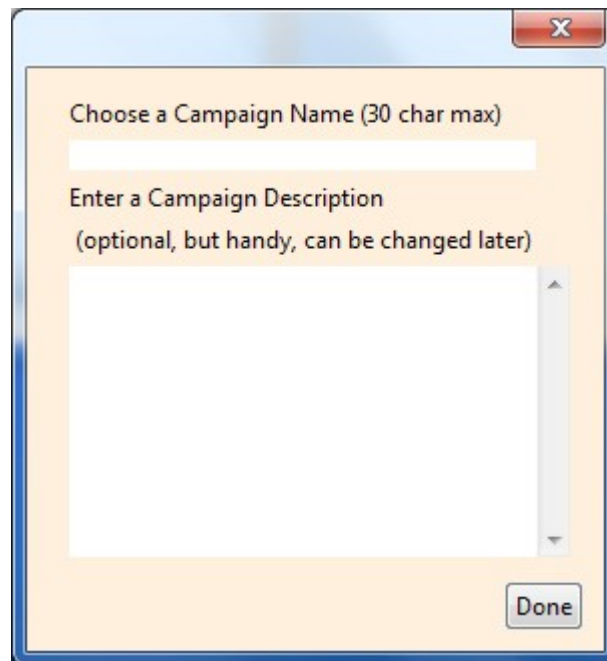 Choose a Campaign Name (30 char max)
Enter a Campaign Description
(optional, but handy, can be changed later)
Done